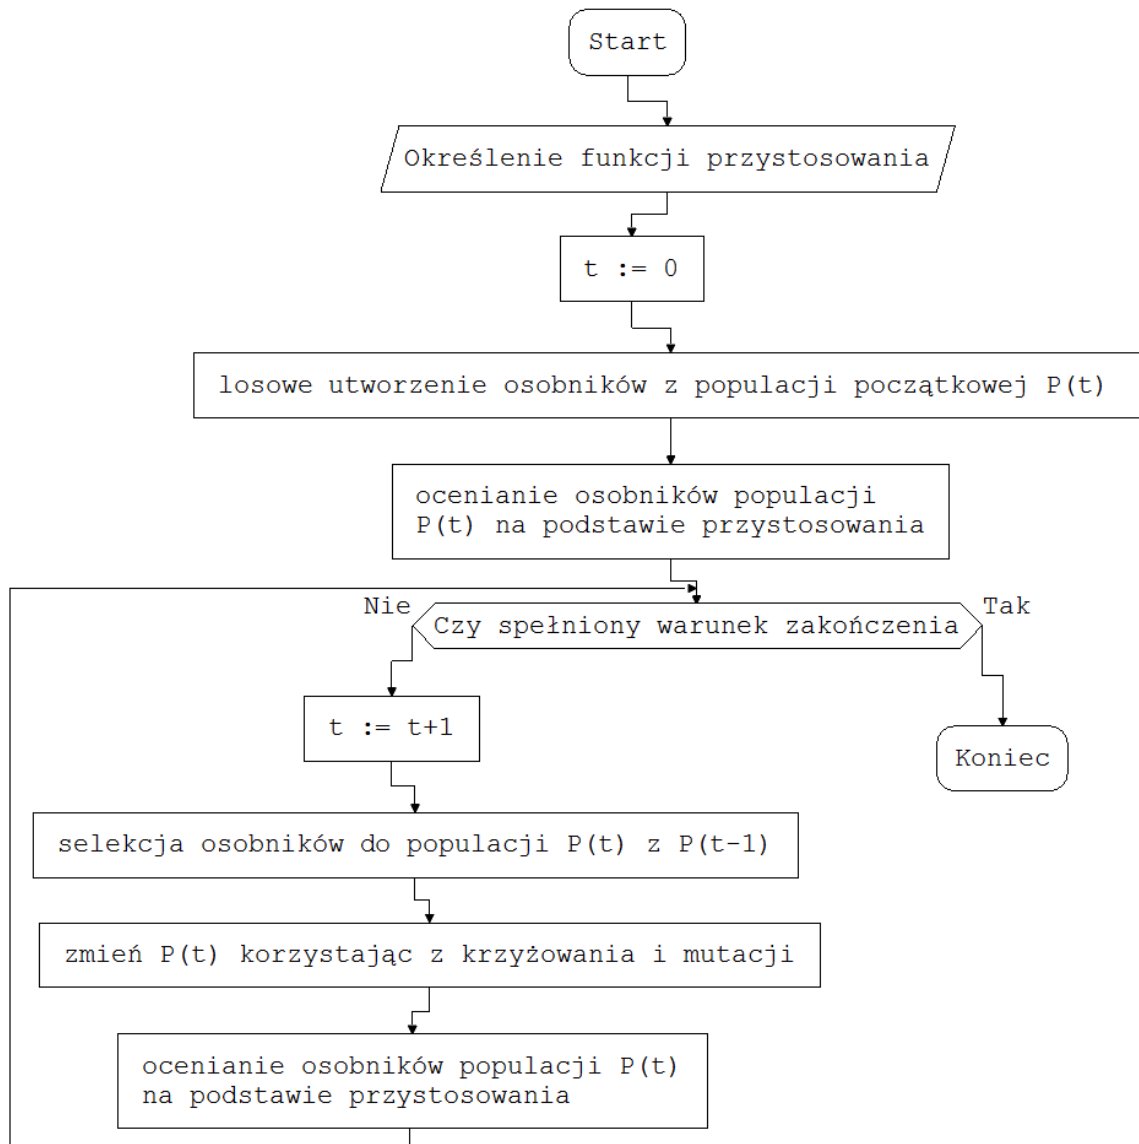 Start
Określenie funkcji przystosowania
t := 0
losowe utworzenie osobników z populacji początkowej P(t)
ocenianie osobników populacji
P(t) na podstawie przystosowania
Nie
Tak
Czy spełniony warunek zakończenia
t := t+1
Koniec
selekcja osobników do populacji P(t) z P(t-1)
zmień P(t) korzystając z krzyżowania i mutacji
ocenianie osobników populacji P(t)
na podstawie przystosowania